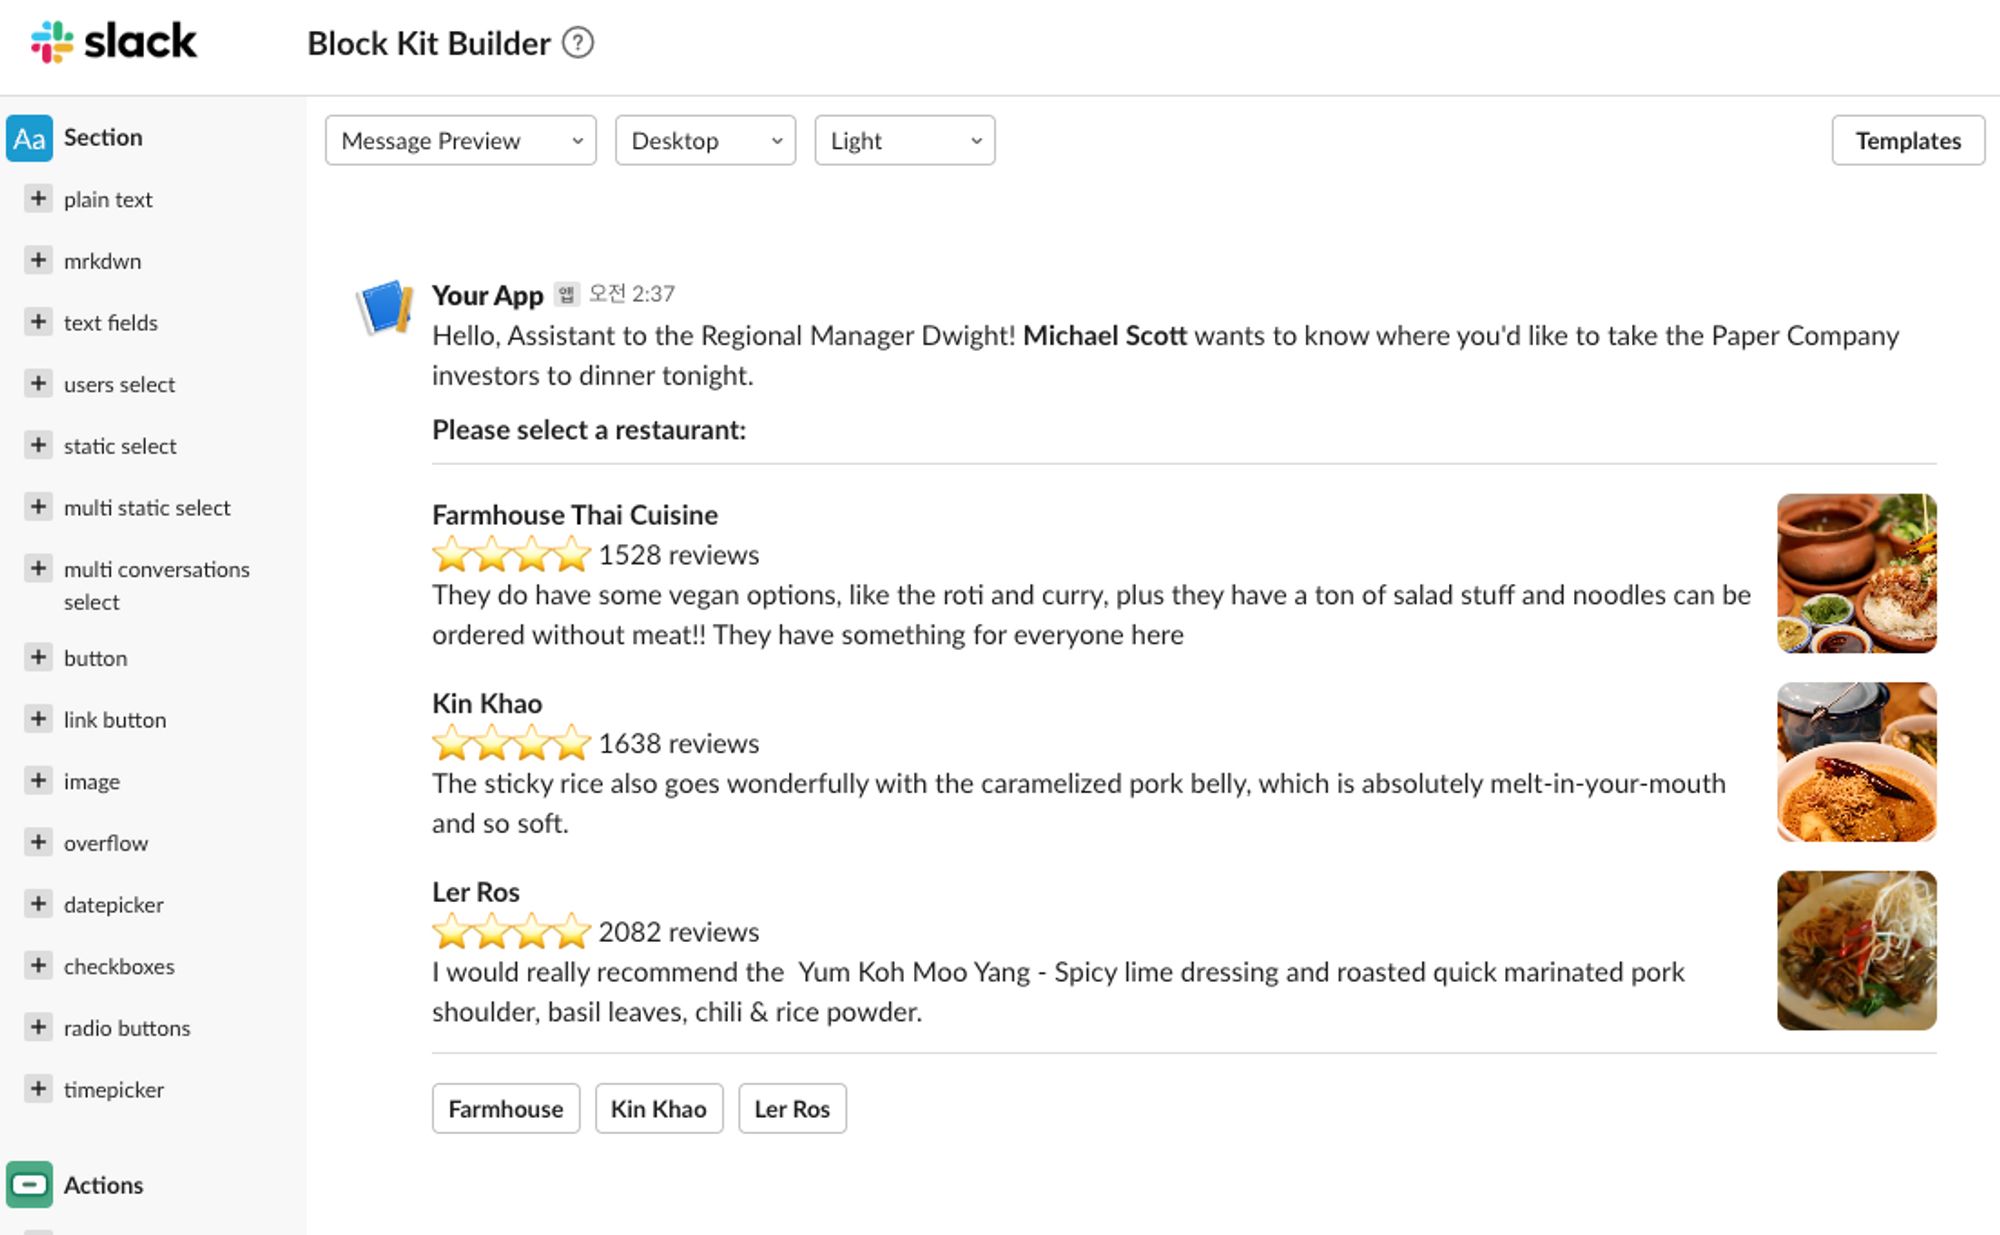 slack
Block Kit Builder ?
Aa Section
+ plain text
+ mrkdwn
+ text fields
+ users select
+ static select
+ multi static select
+ multi conversations
select
+ button
+ link button
+ image
+ overflow
+ datepicker
+ checkboxes
+ radio buttons
+ timepicker
Actions
Message Preview
Desktop
Light
Templates
Your App 앱 오전 2:37
Hello, Assistant to the Regional Manager Dwight! Michael Scott wants to know where you'd like to take the Paper Company
investors to dinner tonight.
Please select a restaurant:
Farmhouse Thai Cuisine
1528 reviews
They do have some vegan options, like the roti and curry, plus they have a ton of salad stuff and noodles can be
ordered without meat!! They have something for everyone here
Kin Khao
1638 reviews
The sticky rice also goes wonderfully with the caramelized pork belly, which is absolutely melt-in-your-mouth
and so soft.
Ler Ros
2082 reviews
I would really recommend the  Yum Koh Moo Yang - Spicy lime dressing and roasted quick marinated pork
shoulder, basil leaves, chili & rice powder.
Farmhouse
Kin Khao
Ler Ros